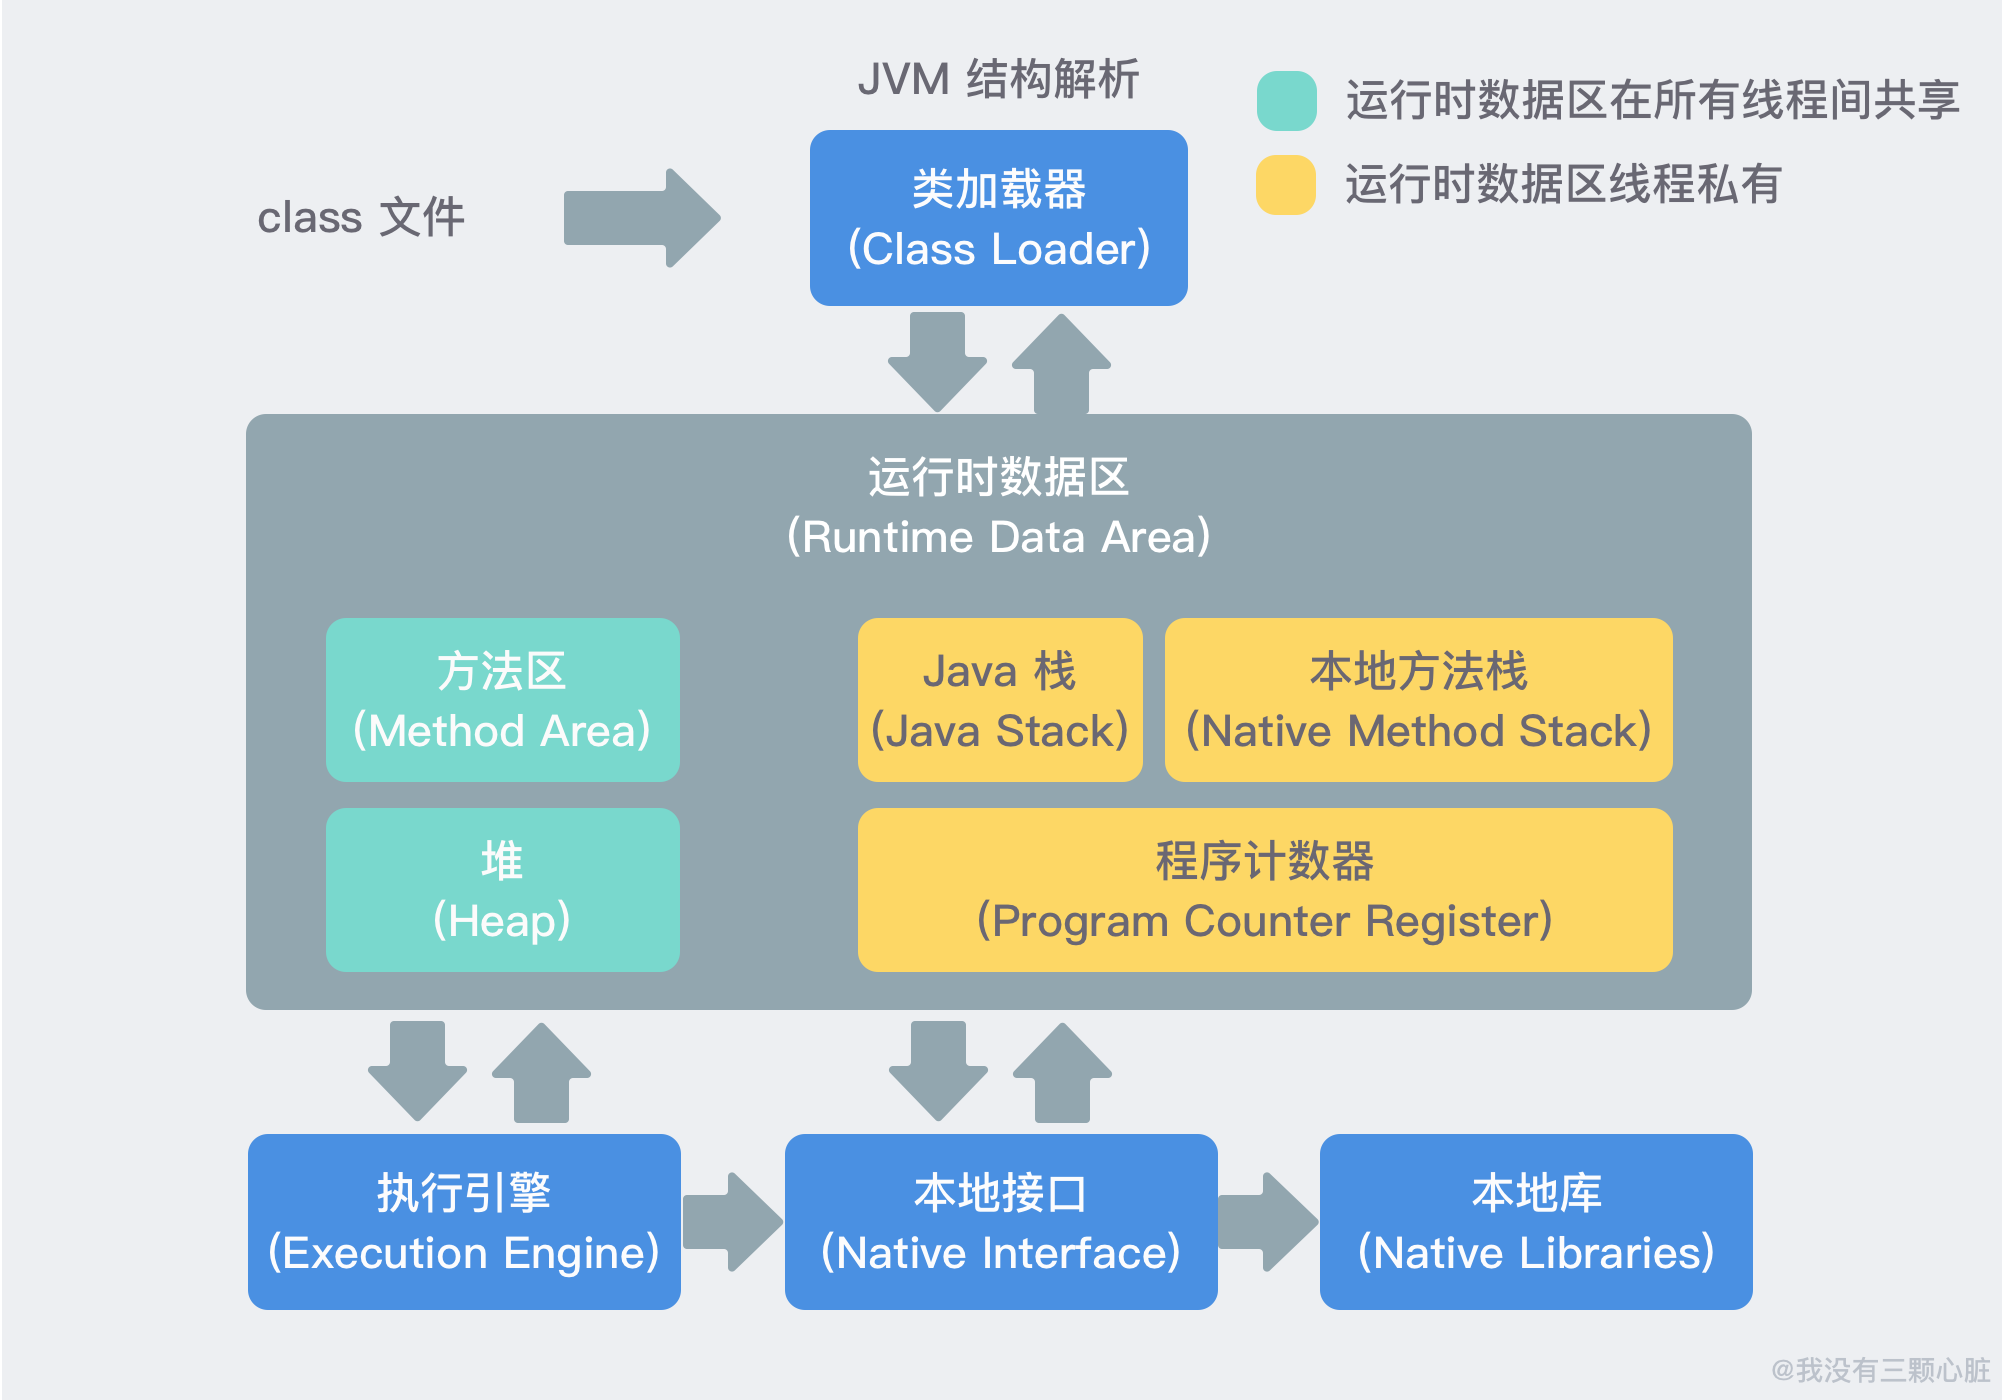 JVM 结构解析
运行时数据区在所有线程间共享
运行时数据区线程私有
class 文件
类加载器
(Class Loader)
运行时数据区
(Runtime Data Area)
方法区
(Method Area)
Java 栈
(Java Stack)
本地方法栈
(Native Method Stack)
堆
(Heap)
程序计数器
(Program Counter Register)
执行引擎
(Execution Engine)
本地接口
(Native Interface)
本地库
(Native Libraries)
@我没有三颗心脏